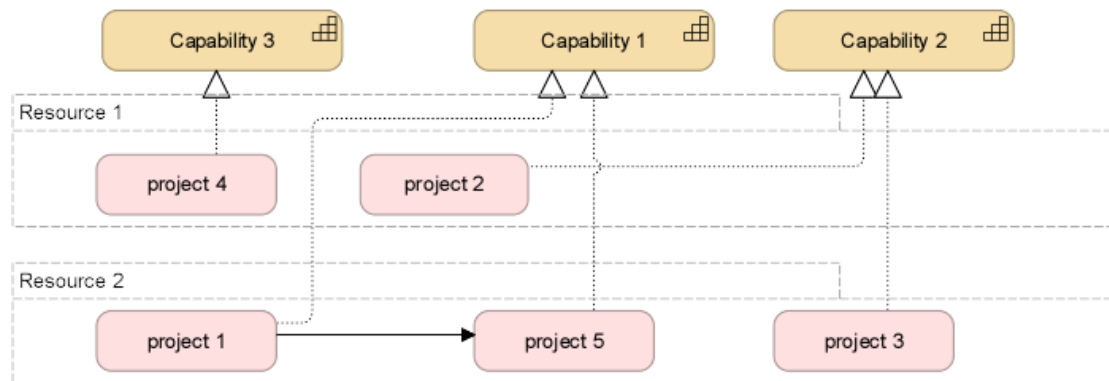 Capability 3
Capability 1
Capability 2
Resource 1
project 4
project 2
Resource 2
project 1
project 5
project 3